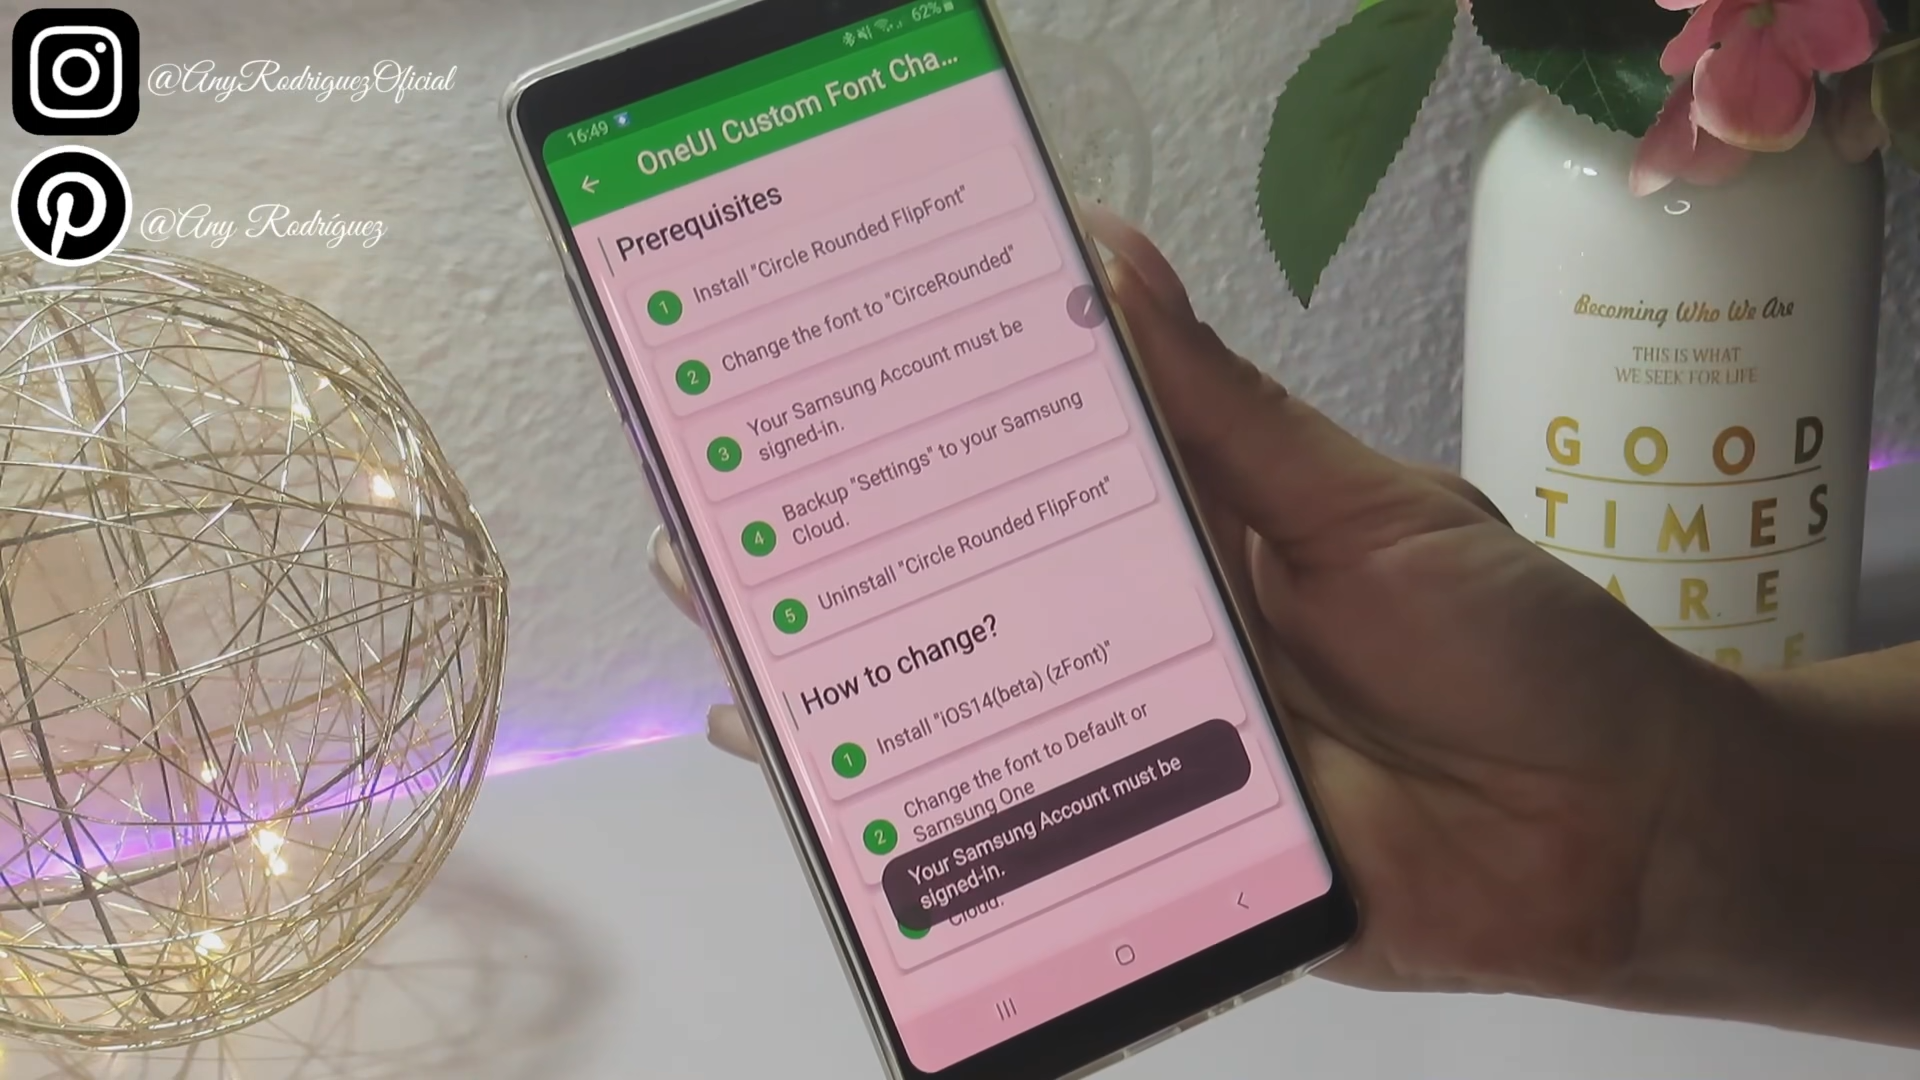 @AnyRodriguezOficial
@Any Rodríguez
16:49
62%
OneUI Custom Font Cha...
Prerequisites
1 Install "Circle Rounded FlipFont"
2 Change the font to "CirceRounded"
3 Your Samsung Account must be
signed-in.
4 Backup "Settings" to your Samsung
Cloud.
5 Uninstall "Circle Rounded FlipFont"
How to change?
1 Install "iOS14(beta) (zFont)"
2 Change the font to Default or
Samsung One
Your Samsung Account must be
signed-in.
Cloud.
Becoming Who We Are
THIS IS WHAT
WE SEEK FOR LIFE
GOOD
TIMES
ARE